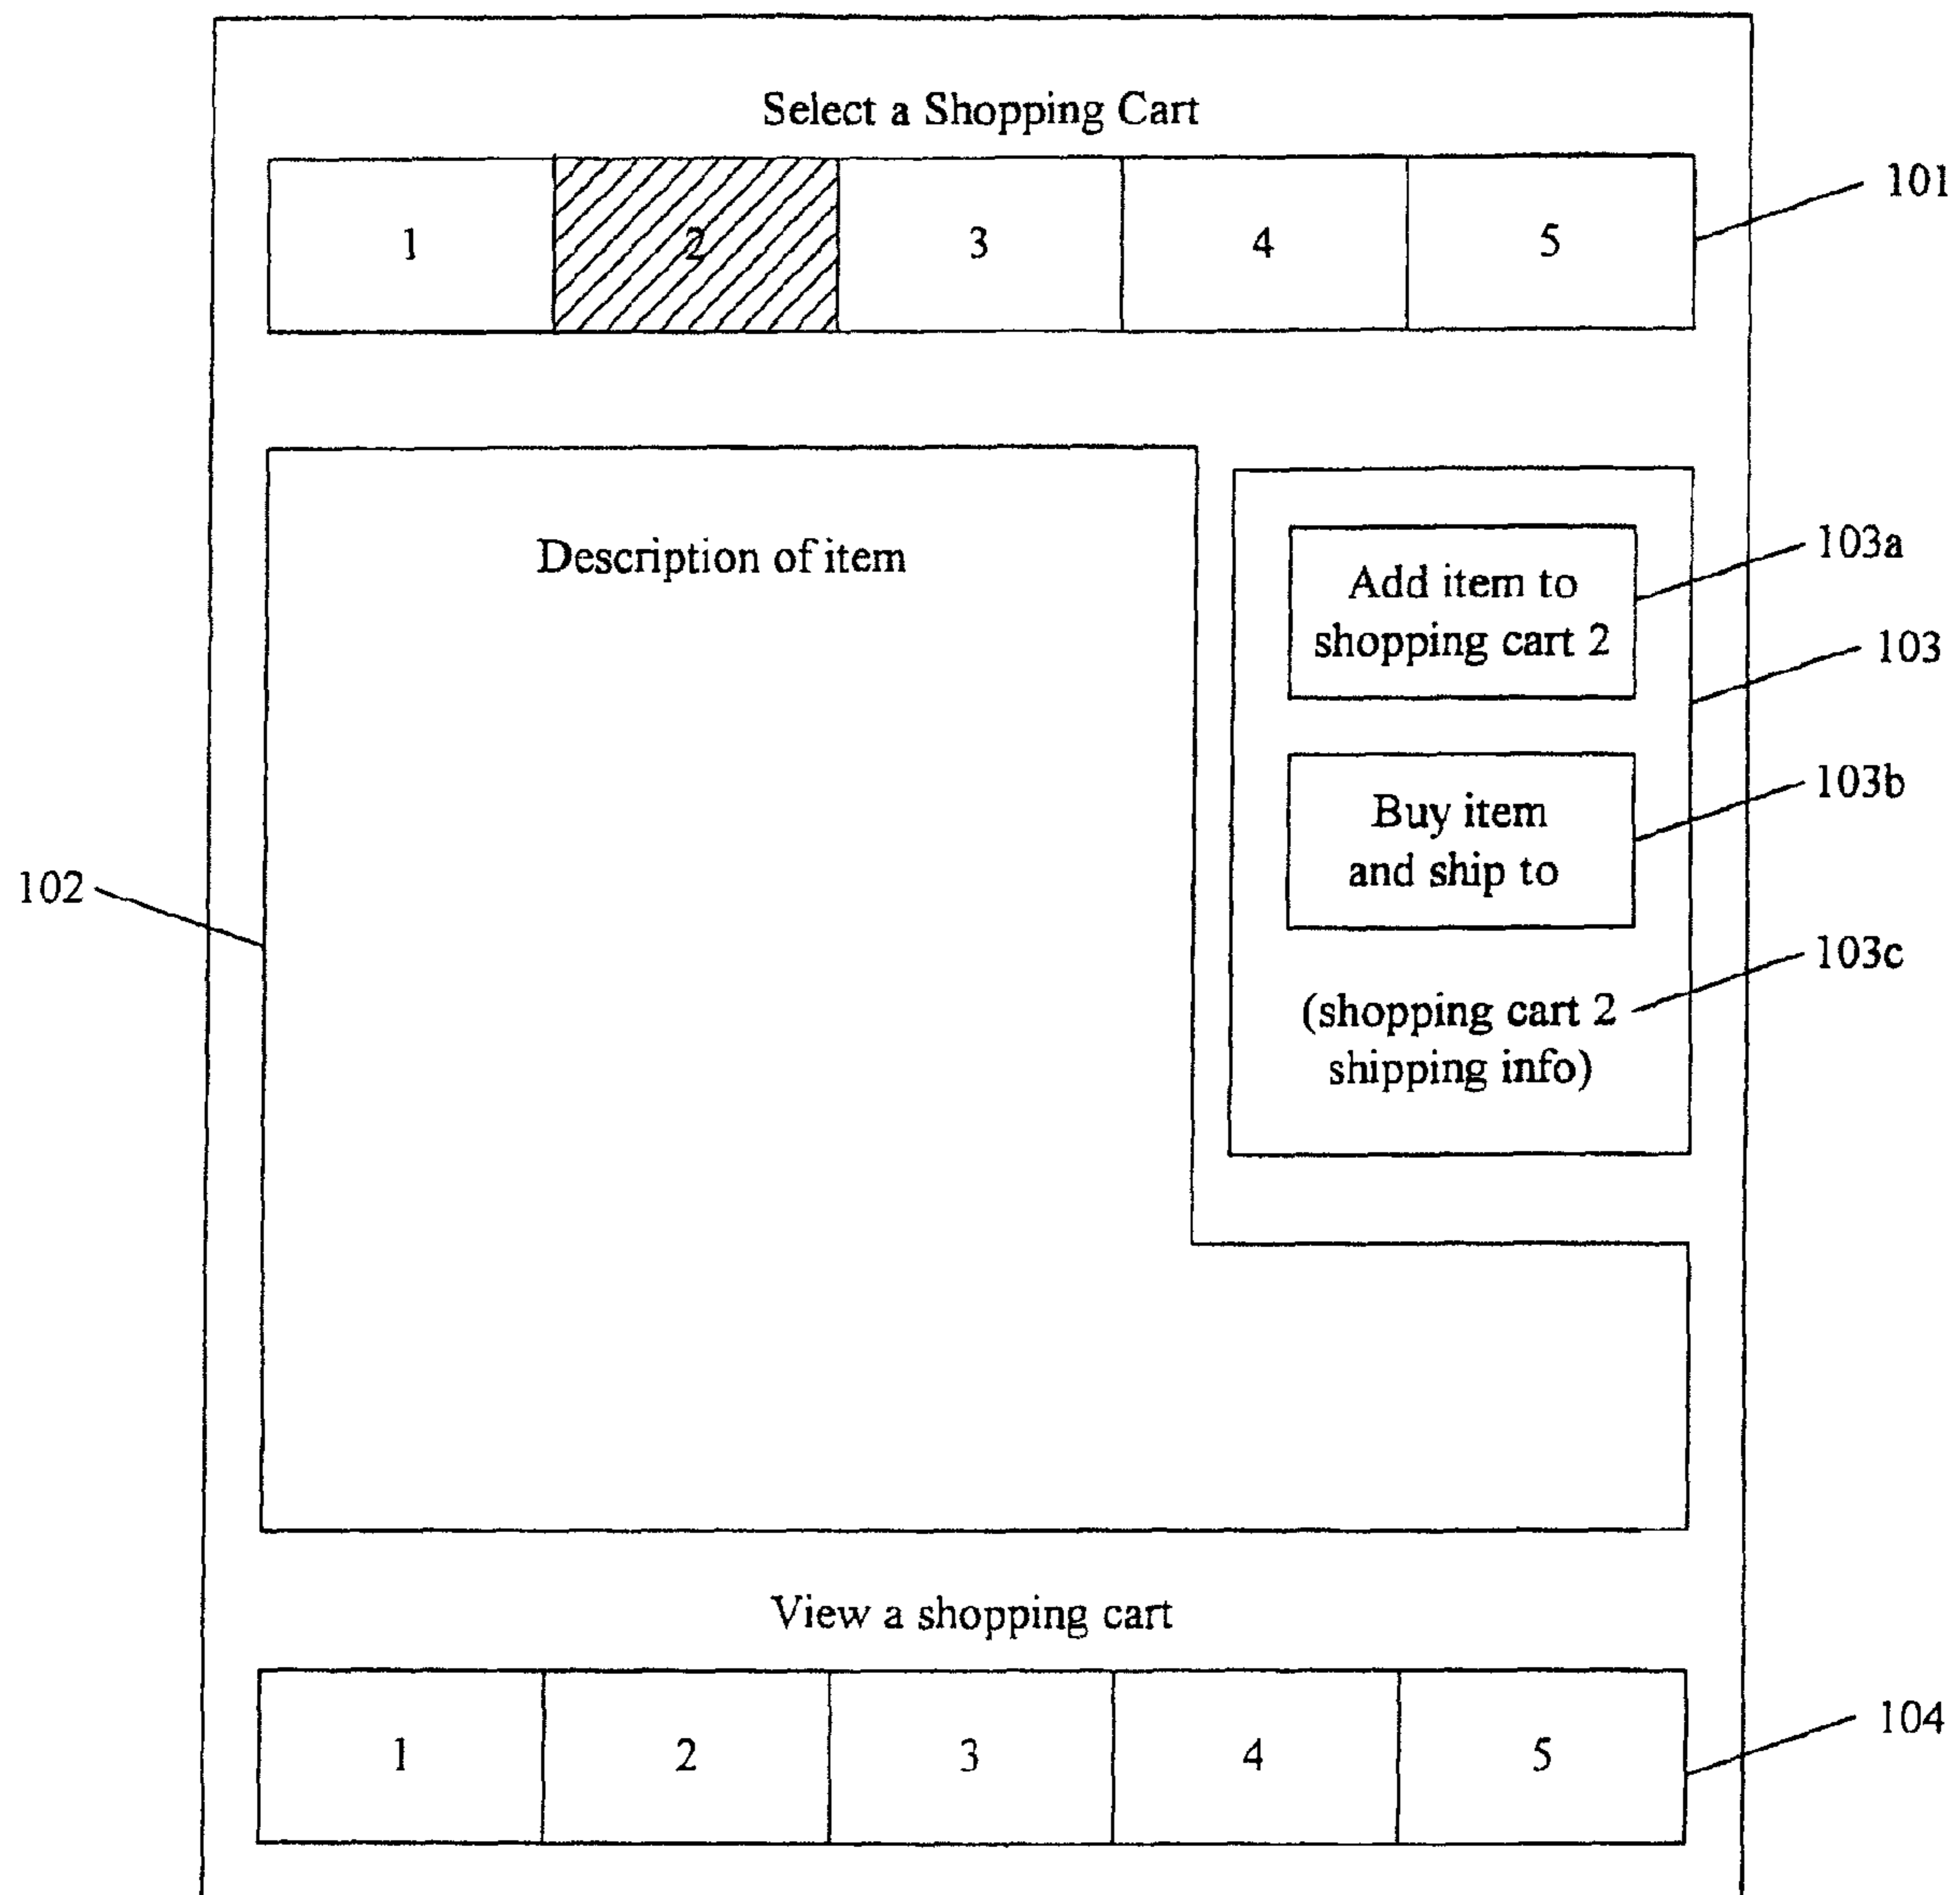 Select a Shopping Cart
1 2 3 4 5
101
Description of item
Add item to
shopping cart 2
103a
103
Buy item
and ship to
103b
102
103c
(shopping cart 2
shipping info)
View a shopping cart
1 2 3 4 5
104